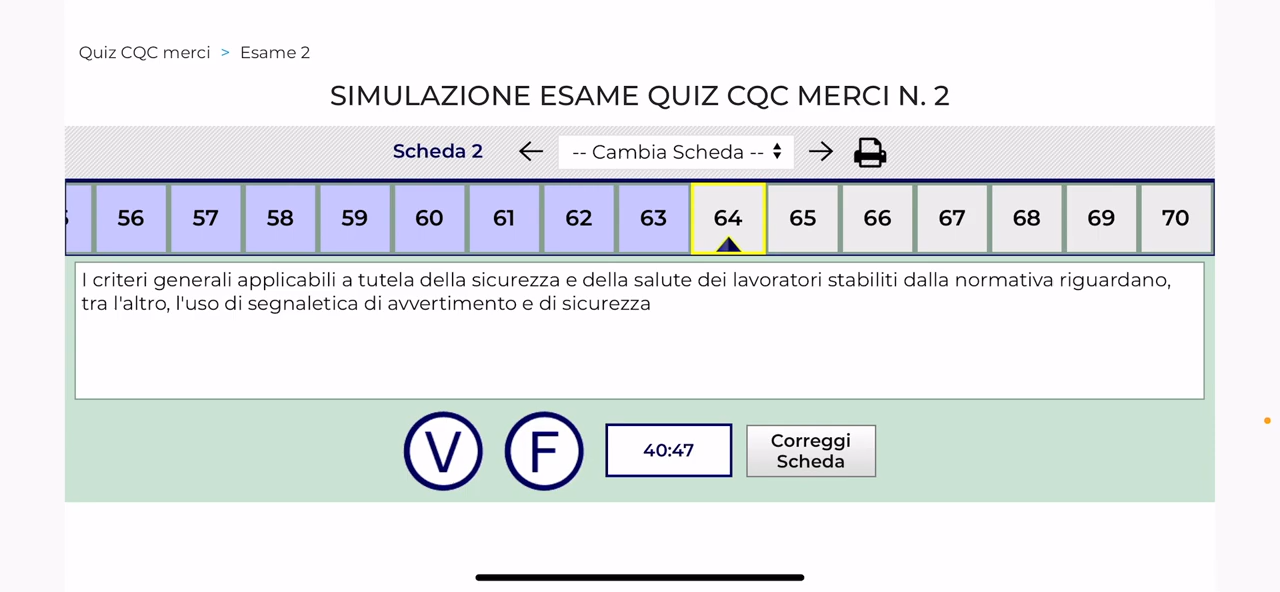 Quiz CQC merci > Esame 2
SIMULAZIONE ESAME QUIZ CQC MERCI N. 2
Scheda 2 ← -- Cambia Scheda -- →
56 57 58 59 60 61 62 63 64 65 66 67 68 69 70
I criteri generali applicabili a tutela della sicurezza e della salute dei lavoratori stabiliti dalla normativa riguardano,
tra l'altro, l'uso di segnaletica di avvertimento e di sicurezza
V F 40:47 Correggi
Scheda